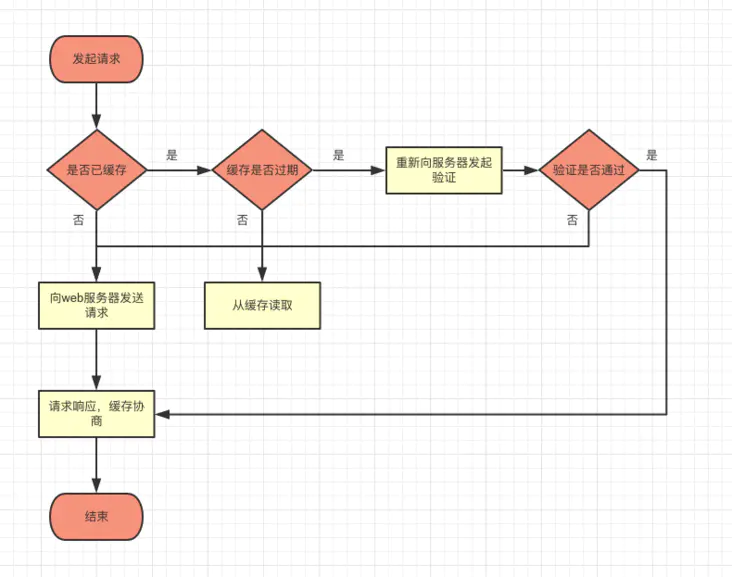 发起请求
是否已缓存
是
缓存是否过期
是
重新向服务器发起
验证
验证是否通过
是
否
否
否
向web服务器发送
请求
从缓存读取
请求响应，缓存协
商
结束